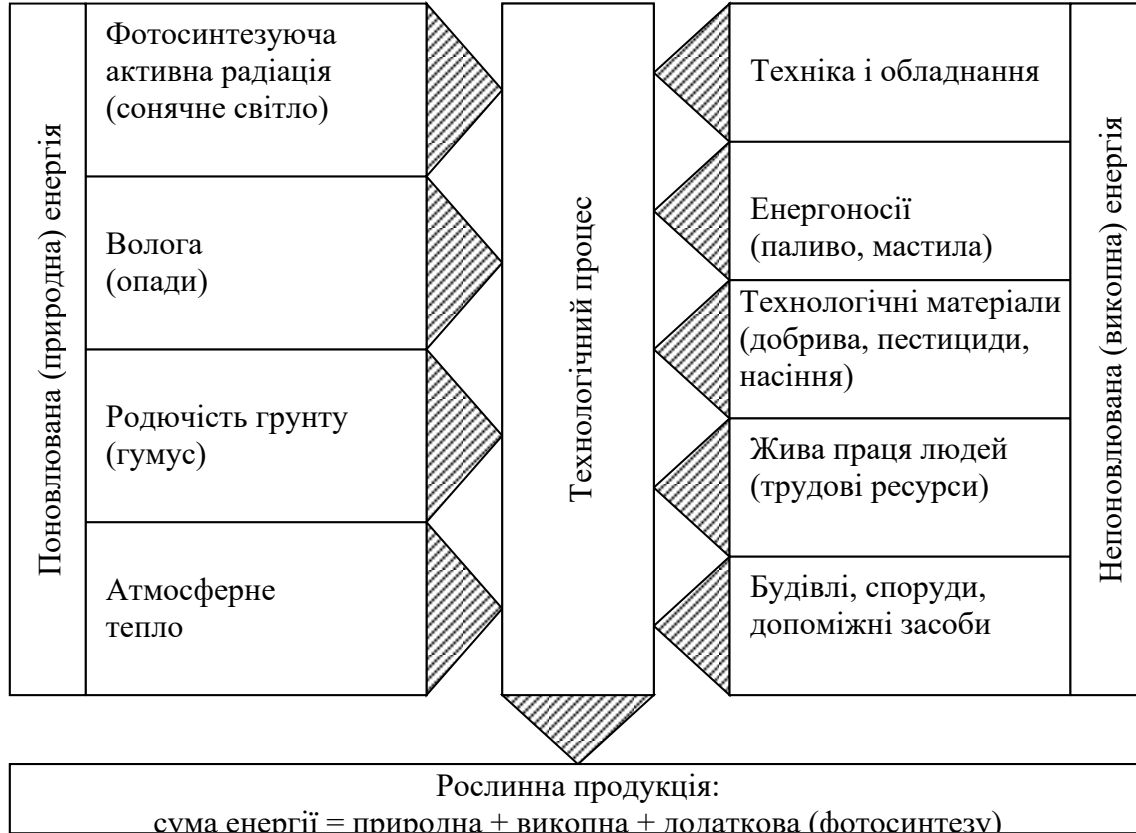 Поновлювана (природна) енергія
Фотосинтезуюча
активна радіація
(сонячне світло)
Волога
(опади)
Родючість грунту
(гумус)
Атмосферне
тепло
Технологічний процес
Техніка і обладнання
Енергоносії
(паливо, мастила)
Технологічні матеріали
(добрива, пестициди,
насіння)
Жива праця людей
(трудові ресурси)
Будівлі, споруди,
допоміжні засоби
Непоновлювана (викопна) енергія
Рослинна продукція:
сума енергії = природна + викопна + додаткова (фотосинтезу)